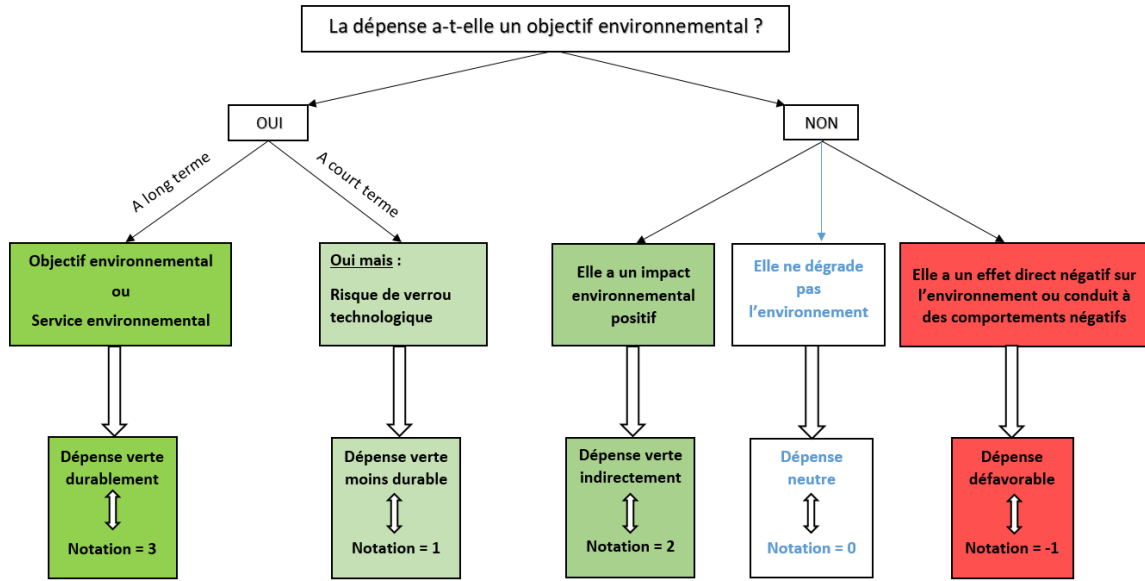 La dépense a-t-elle un objectif environnemental ?
OUI
NON
A long terme
A court terme
Objectif environnemental
ou
Service environnemental
Oui mais :
Risque de verrou
technologique
Elle a un impact
environnemental
positif
Elle ne dégrade
pas
l'environnement
Elle a un effet direct négatif sur
l'environnement ou conduit à
des comportements négatifs
Dépense verte
durablement
Notation = 3
Dépense verte
moins durable
Notation = 1
Dépense verte
indirectement
Notation = 2
Dépense
neutre
Notation = 0
Dépense
défavorable
Notation = -1